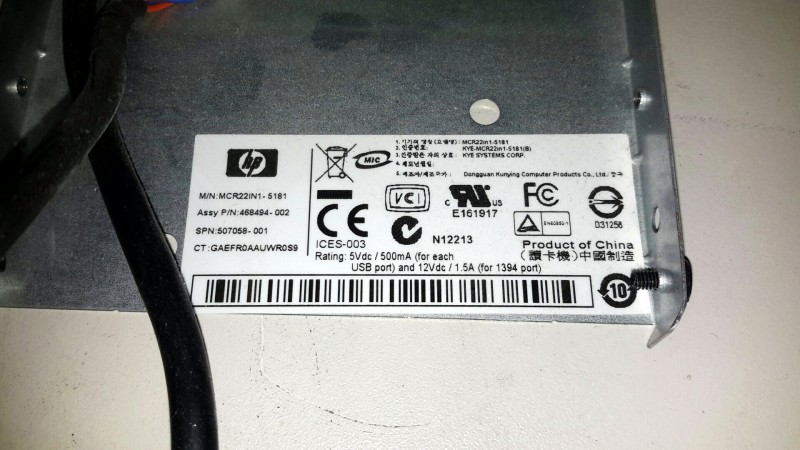 hp
M/N:MCR22IN1-5181
Assy P/N:468494-002
SPN:507058-001
CT:GAEFR0AAUWR0S9
MIC
1. 기기의 명칭(모델명): MCR22in1-5181
2. 인증번호: KYE-MCR22in1-5181(B)
3. 인증받은 자의 상호: KYE SYSTEMS CORP.
4. 제조년월일:
5. 제조자/제조국가: Dongguan Kunying Computer Products Co., Ltd./ 중국
CE
ICES-003
VCI
c RU US
E161917
N12213
FC
D31256
Product of China
(讀卡機)中國制造
Rating: 5Vdc / 500mA (for each
USB port) and 12Vdc / 1.5A (for 1394 port)
10